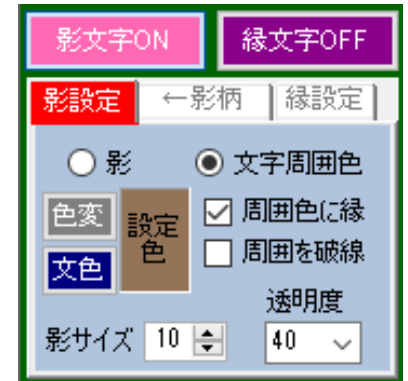 影文字ON 縁文字OFF
影設定 ←影柄 縁設定
影 文字周囲色
色変 設定色 周囲色に縁
文色 周囲を破線
透明度
影サイズ 10 40